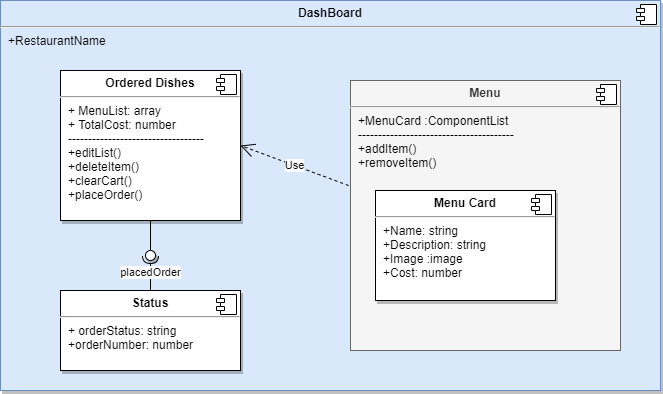 DashBoard
+RestaurantName
Ordered Dishes
+ MenuList: array
+ TotalCost: number
+editList()
+deleteItem()
+clearCart()
+placeOrder()
Use
placedOrder
Status
+ orderStatus: string
+orderNumber: number
Menu
+MenuCard :ComponentList
+addItem()
+removeItem()
Menu Card
+Name: string
+Description: string
+Image :image
+Cost: number